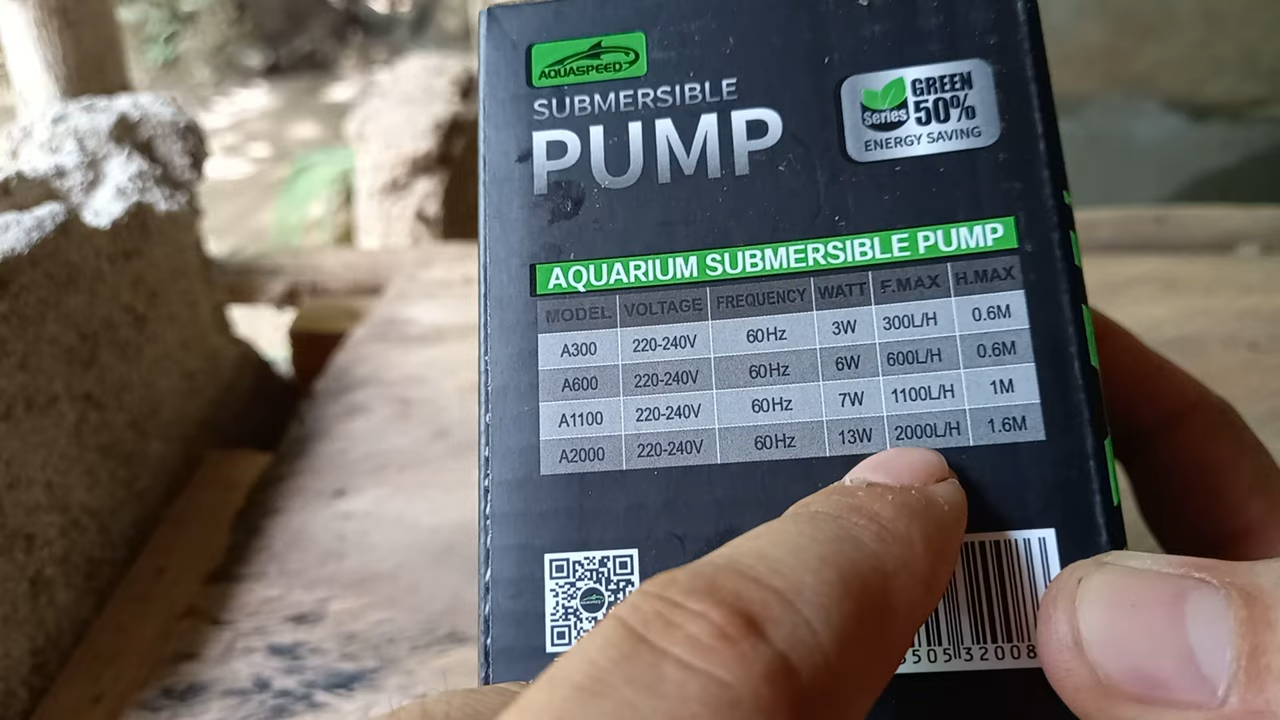 AQUASPEED
SUBMERSIBLE
PUMP
Series GREEN
50%
ENERGY SAVING
AQUARIUM SUBMERSIBLE PUMP
MODEL VOLTAGE FREQUENCY WATT F.MAX H.MAX
A300 220-240V 60Hz 3W 300L/H 0.6M
A600 220-240V 60Hz 6W 600L/H 0.6M
A1100 220-240V 60Hz 7W 1100L/H 1M
A2000 220-240V 60Hz 13W 2000L/H 1.6M
505 32008